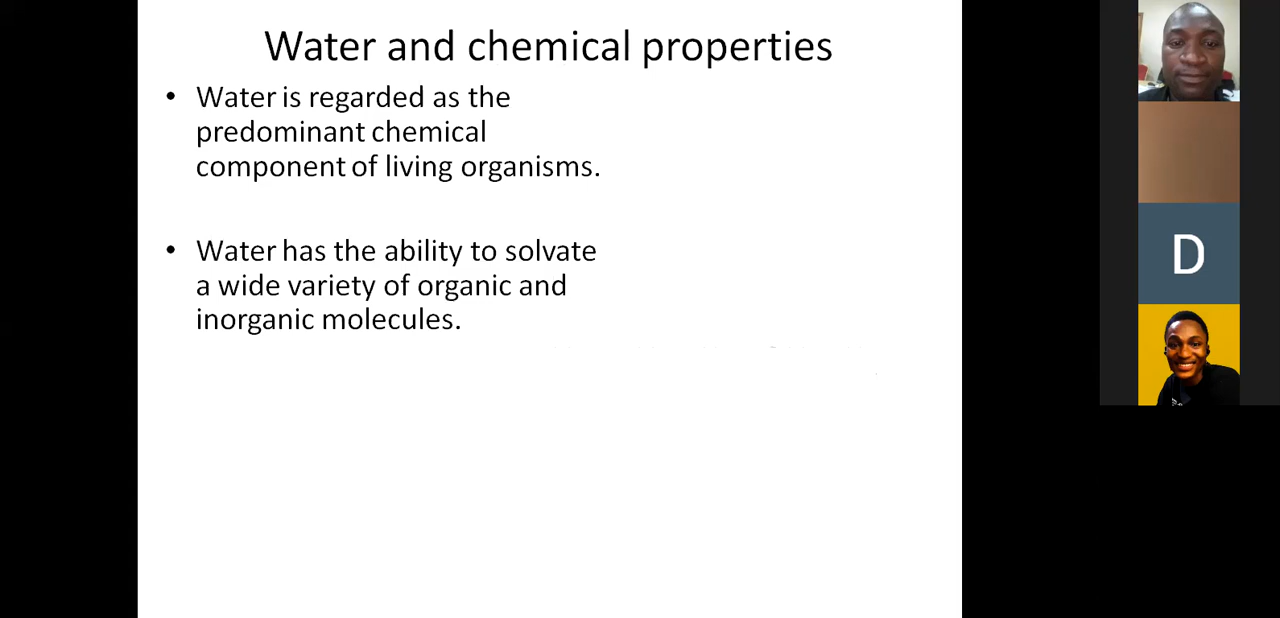 Water and chemical properties
• Water is regarded as the
predominant chemical
component of living organisms.
• Water has the ability to solvate
a wide variety of organic and
inorganic molecules.
D